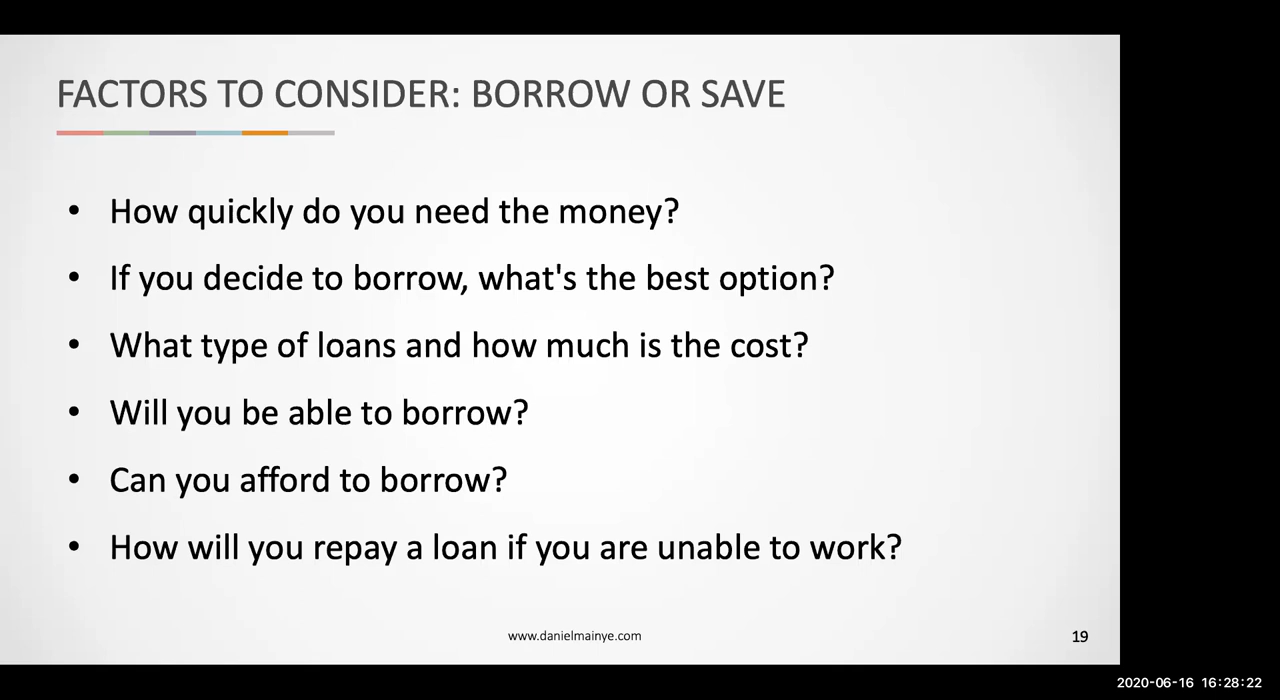 FACTORS TO CONSIDER: BORROW OR SAVE
• How quickly do you need the money?
• If you decide to borrow, what's the best option?
• What type of loans and how much is the cost?
• Will you be able to borrow?
• Can you afford to borrow?
• How will you repay a loan if you are unable to work?
www.danielmainye.com
19
2020-06-16 16:28:22